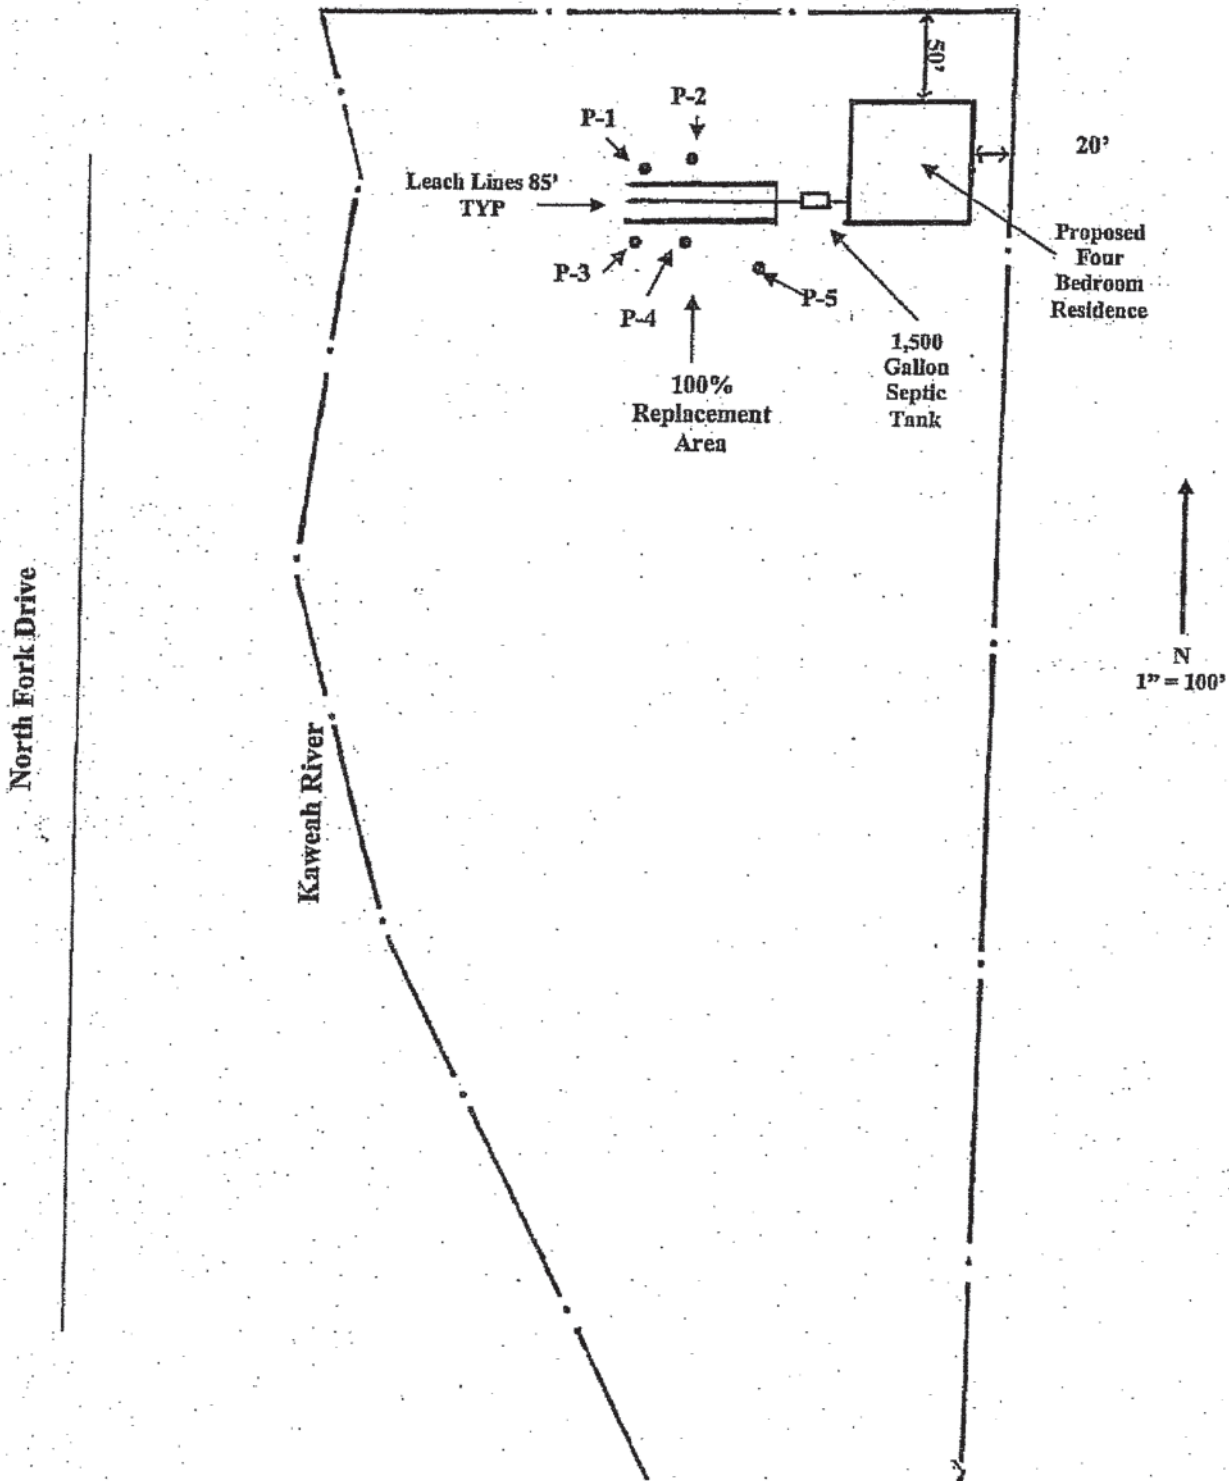 50'
P-2
P-1
20'
Leach Lines 85'
TYP
Proposed
Four
Bedroom
Residence
P-3
P-5
P-4
1,500
Gallon
Septic
Tank
100%
Replacement
Area
North Fork Drive
N
1" = 100'
Kaweah River